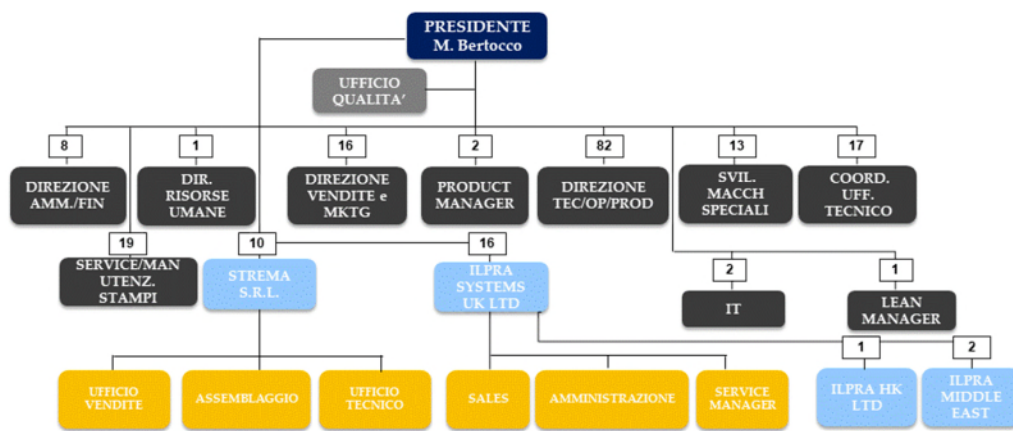 PRESIDENTE
M. Bertocco
UFFICIO
QUALITA’
8
1
16
2
82
13
17
DIREZIONE
AMM./FIN
DIR.
RISORSE
UMANE
DIREZIONE
VENDITE e
MKTG
PRODUCT
MANAGER
DIREZIONE
TEC/OP/PROD
SVIL.
MACCH
SPECIALI
COORD.
UFF.
TECNICO
19
10
16
2
1
SERVICE/MAN
UTENZ.
STAMPI
STREMA
S.R.L.
ILPRA
SYSTEMS
UK LTD
IT
LEAN
MANAGER
1
2
UFFICIO
VENDITE
ASSEMBLAGGIO
UFFICIO
TECNICO
SALES
AMMINISTRAZIONE
SERVICE
MANAGER
ILPRA HK
LTD
ILPRA
MIDDLE
EAST